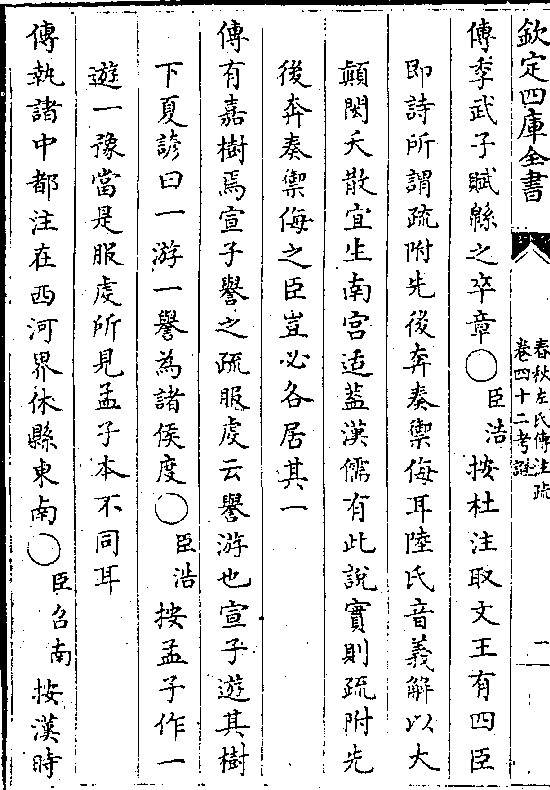 欽定四庫全書
春秋左氏傳注疏
卷四十二考證
二
傳季武子賦緜之卒章○臣浩按杜注取文王有四臣
即詩所謂疏附先後奔奏禦侮耳陸氏音義解以大
顛閎夭散宜生南宫适葢漢儒有此說實則疏附先
後奔奏禦侮之臣豈必各居其一
傳有嘉樹焉宣子譽之疏服䖍云譽游也宣子遊其樹
下夏諺曰一游一譽為諸侯度○臣浩按孟子作一
遊一豫當是服䖍所見孟子本不同耳
傳執諸中都注在西河界休縣東南○臣召南按漢時